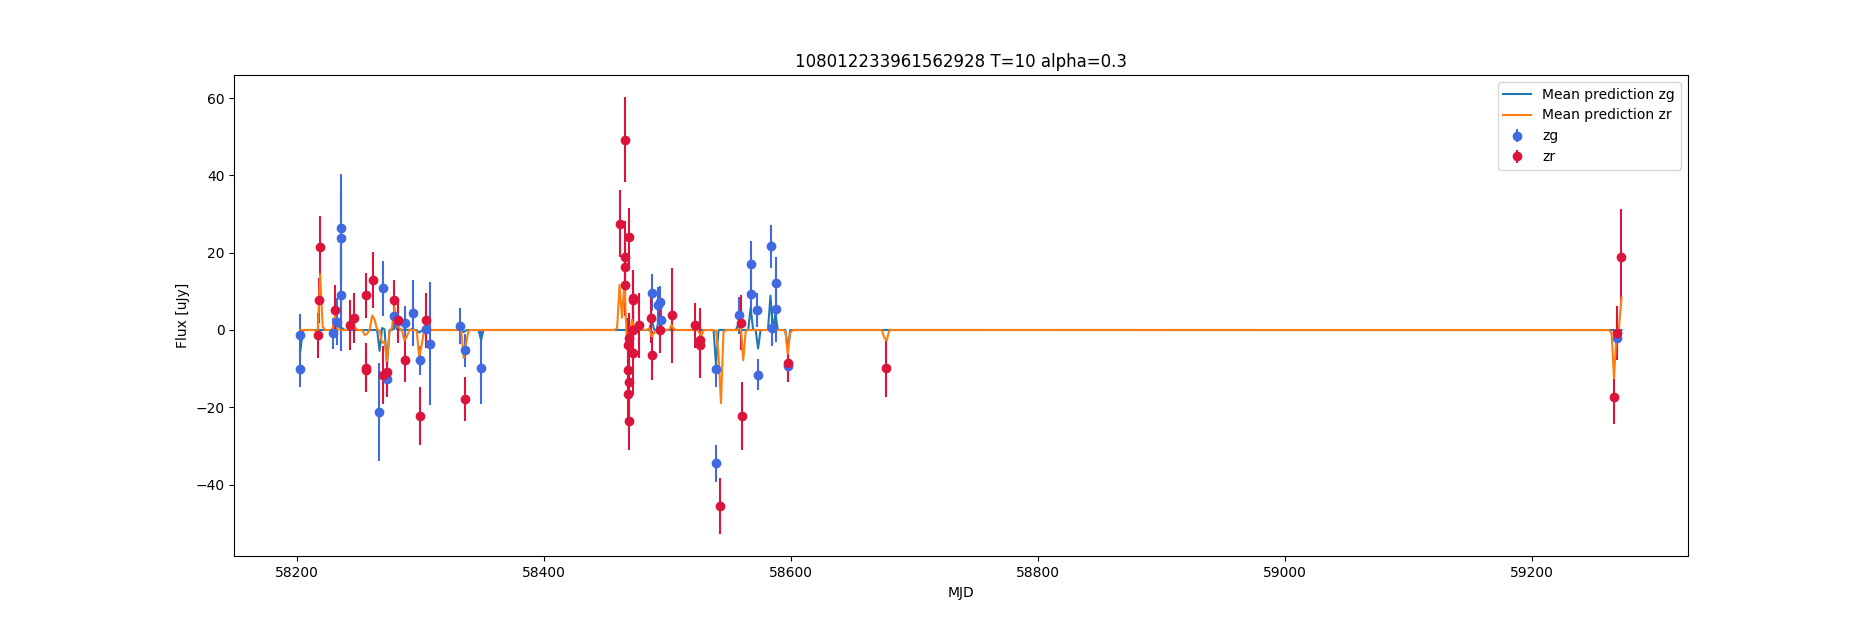 108012233961562928 T=10 alpha=0.3
Mean prediction zg
Mean prediction zr
zg
zr
Flux [uJy]
60
40
20
0
−20
−40
58200
58400
58600
58800
59000
59200
MJD